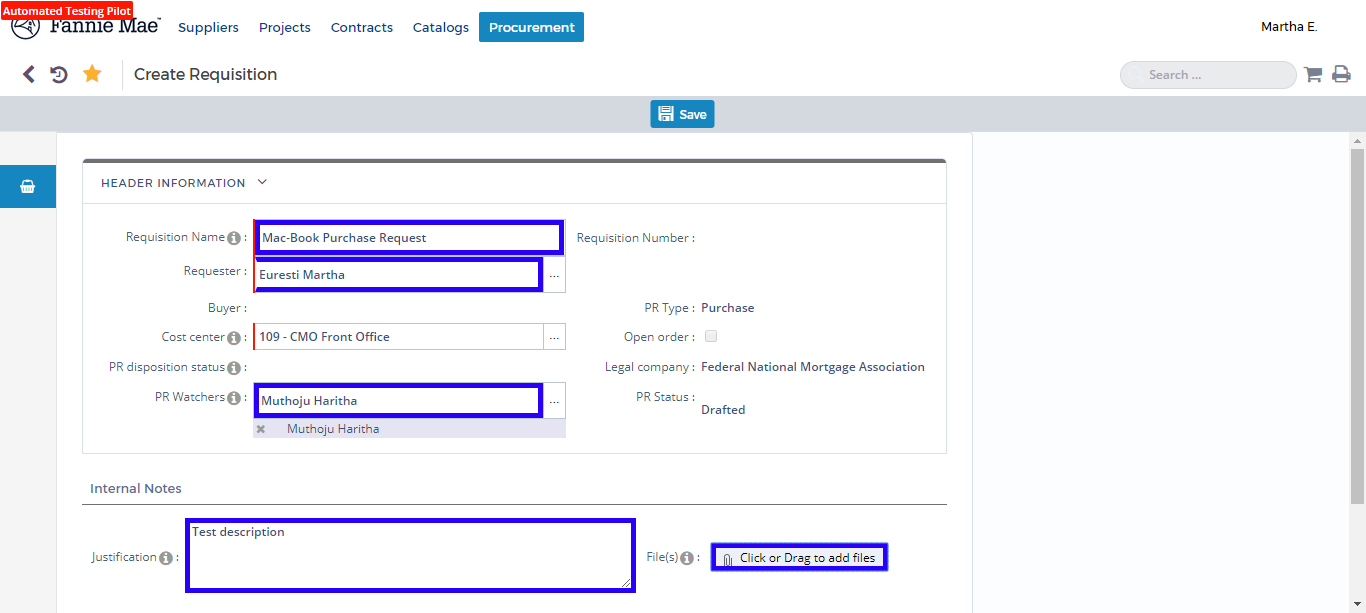 Automated Testing Pilot
Fannie Mae™
Suppliers Projects Contracts Catalogs Procurement
Martha E.
Create Requisition
Search ...
Save
HEADER INFORMATION
Requisition Name : Mac-Book Purchase Request
Requisition Number :
Requester : Euresti Martha ...
Buyer :
PR Type : Purchase
Cost center : 109 - CMO Front Office ...
Open order :
PR disposition status :
Legal company : Federal National Mortgage Association
PR Watchers : Muthoju Haritha ...
PR Status :
Drafted
Muthoju Haritha
Internal Notes
Justification : Test description
File(s) : Click or Drag to add files